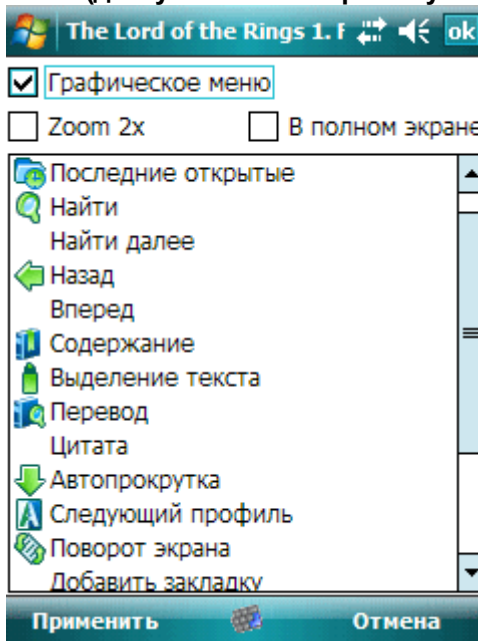 The Lord of the Rings 1. F ok
Графическое меню
Zoom 2x В полном экране
Последние открытые
Найти
Найти далее
Назад
Вперед
Содержание
Выделение текста
Перевод
Цитата
Автопрокрутка
Следующий профиль
Поворот экрана
Добавить закладку
Применить Отмена